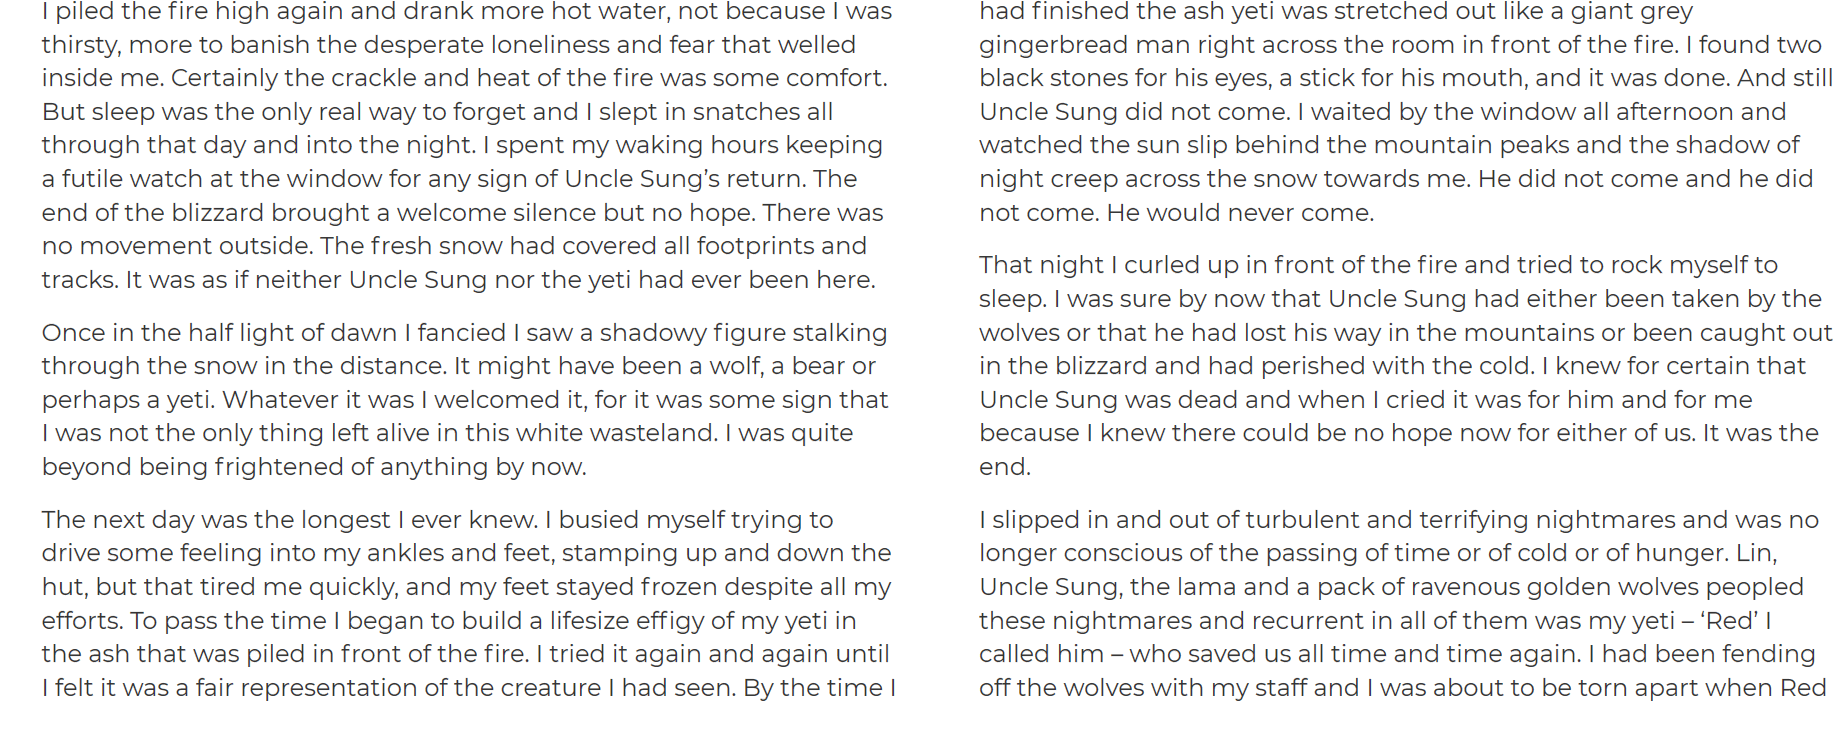 I piled the fire high again and drank more hot water, not because I was
thirsty, more to banish the desperate loneliness and fear that welled
inside me. Certainly the crackle and heat of the fire was some comfort.
But sleep was the only real way to forget and I slept in snatches all
through that day and into the night. I spent my waking hours keeping
a futile watch at the window for any sign of Uncle Sung’s return. The
end of the blizzard brought a welcome silence but no hope. There was
no movement outside. The fresh snow had covered all footprints and
tracks. It was as if neither Uncle Sung nor the yeti had ever been here.
Once in the half light of dawn I fancied I saw a shadowy figure stalking
through the snow in the distance. It might have been a wolf, a bear or
perhaps a yeti. Whatever it was I welcomed it, for it was some sign that
I was not the only thing left alive in this white wasteland. I was quite
beyond being frightened of anything by now.
The next day was the longest I ever knew. I busied myself trying to
drive some feeling into my ankles and feet, stamping up and down the
hut, but that tired me quickly, and my feet stayed frozen despite all my
efforts. To pass the time I began to build a lifesize effigy of my yeti in
the ash that was piled in front of the fire. I tried it again and again until
I felt it was a fair representation of the creature I had seen. By the time I
had finished the ash yeti was stretched out like a giant grey
gingerbread man right across the room in front of the fire. I found two
black stones for his eyes, a stick for his mouth, and it was done. And still
Uncle Sung did not come. I waited by the window all afternoon and
watched the sun slip behind the mountain peaks and the shadow of
night creep across the snow towards me. He did not come and he did
not come. He would never come.
That night I curled up in front of the fire and tried to rock myself to
sleep. I was sure by now that Uncle Sung had either been taken by the
wolves or that he had lost his way in the mountains or been caught out
in the blizzard and had perished with the cold. I knew for certain that
Uncle Sung was dead and when I cried it was for him and for me
because I knew there could be no hope now for either of us. It was the
end.
I slipped in and out of turbulent and terrifying nightmares and was no
longer conscious of the passing of time or of cold or of hunger. Lin,
Uncle Sung, the lama and a pack of ravenous golden wolves peopled
these nightmares and recurrent in all of them was my yeti – ‘Red’ I
called him – who saved us all time and time again. I had been fending
off the wolves with my staff and I was about to be torn apart when Red